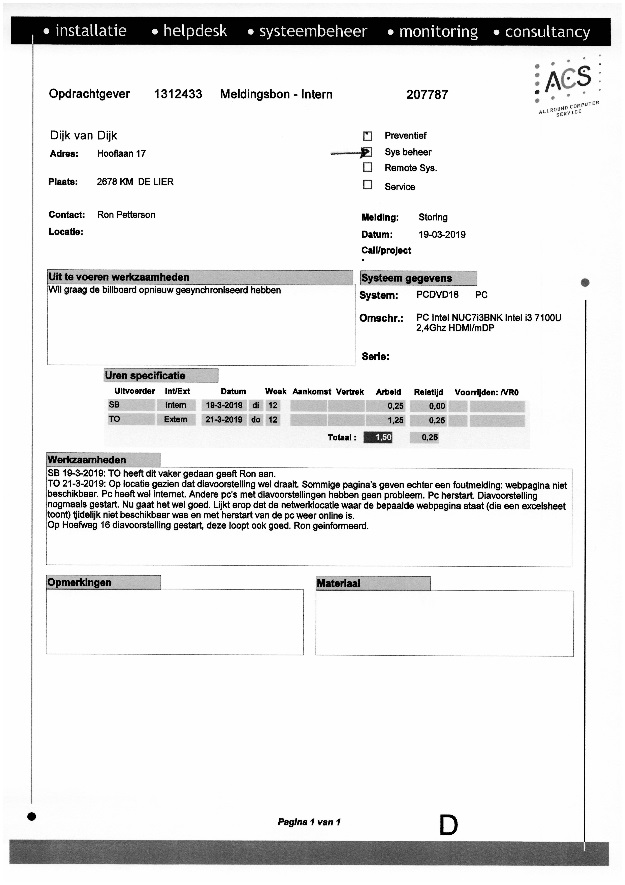 • installatie • helpdesk • systeembeheer • monitoring • consultancy
ACS
ALLROUND COMPUTER SERVICE
Opdrachtgever 1312433 Meldingsbon - Intern 207787
Dijk van Dijk
Adres: Hooflaan 17
Plaats: 2678 KM DE LIER
Contact: Ron Petterson
Locatie:
Preventief
Sys beheer
Remote Sys.
Service
Melding: Storing
Datum: 19-03-2019
Call/project
Uit te voeren werkzaamheden
Wil graag de billboard opnieuw gesynchroniseerd hebben
Systeem gegevens
System: PCDVD16 PC
Omschr.: PC Intel NUC7i3BNK Intel i3 7100U
2,4Ghz HDMI/mDP
Serie:
Uren specificatie
Uitvoerder Int/Ext Datum Week Aankomst Vertrek Arbeid Reistijd Voorrijden: /VR0
SB Intern 19-3-2019 di 12 0,25 0,00
TO Extern 21-3-2019 do 12 1,25 0,25
Totaal : 1,50 0,25
Werkzaamheden
SB 19-3-2019: TO heeft dit vaker gedaan geeft Ron aan.
TO 21-3-2019: Op locatie gezien dat diavoorstelling wel draait. Sommige pagina's geven echter een foutmelding: webpagina niet
beschikbaar. Pc heeft wel internet. Andere pc's met diavoorstellingen hebben geen probleem. Pc herstart. Diavoorstelling
nogmaals gestart. Nu gaat het wel goed. Lijkt erop dat de netwerklocatie waar de bepaalde webpagina staat (die een excelsheet
toont) tijdelijk niet beschikbaar was en met herstart van de pc weer online is.
Op Hoefweg 16 diavoorstelling gestart, deze loopt ook goed. Ron geinformeerd.
Opmerkingen
Materiaal
Pagina 1 van 1
D